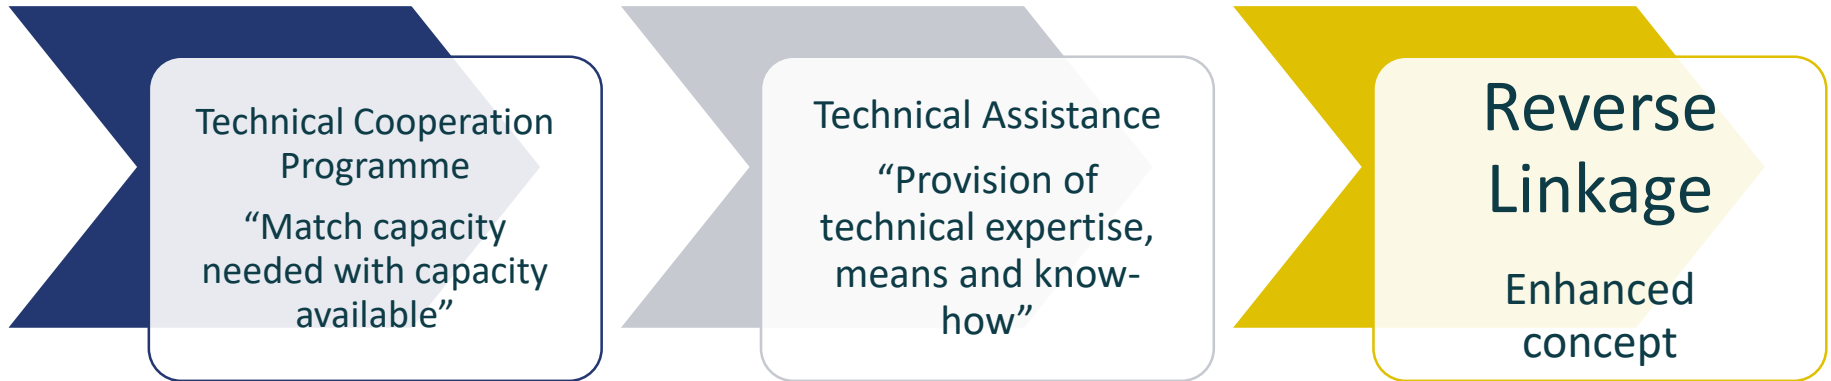 Technical Cooperation
Programme
“Match capacity
needed with capacity
available”
Technical Assistance
“Provision of
technical expertise,
means and know-
how”
Reverse
Linkage
Enhanced
concept